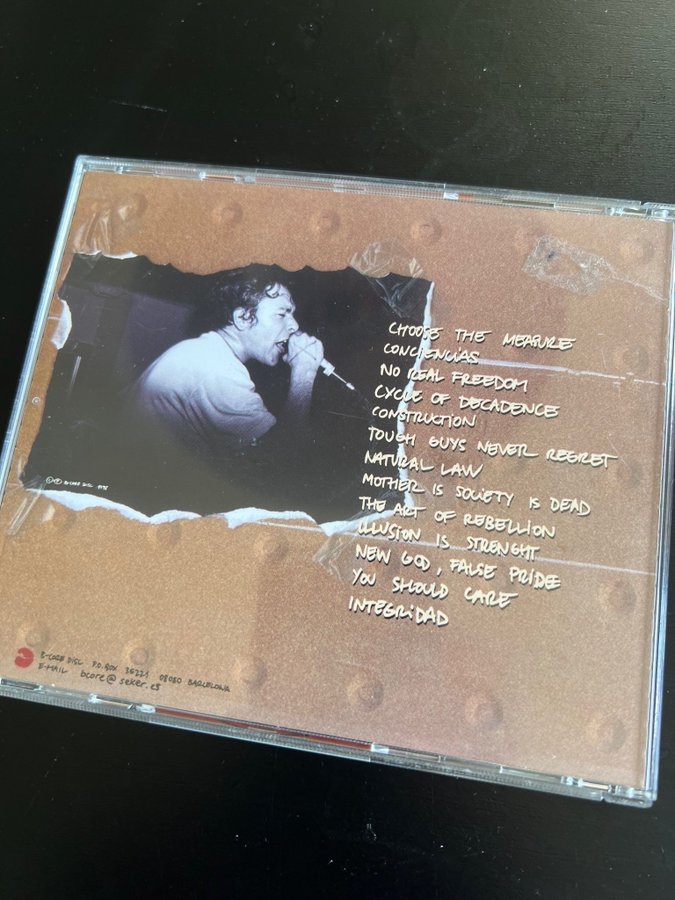 CHOOSE THE MEASURE
CONCIENCIAS
NO REAL FREEDOM
CYCLE OF DECADENCE
CONSTRUCTION
TOUGH GUYS NEVER REGRET
NATURAL LAW
MOTHER IS SOCIETY IS DEAD
THE ART OF REBELLION
ILLUSION IS STRENGHT
NEW GOD, FALSE PRIDE
YOU SHOULD CARE
INTEGRIDAD
B-CORE DISC
B-CORE DISC P.O. BOX 35221 08080 BARCELONA
E-MAIL bcore@seker.es